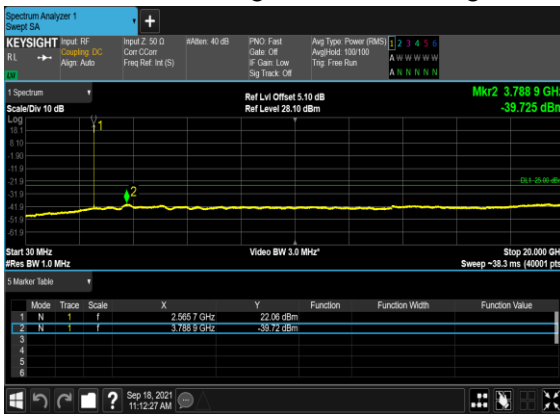 Spectrum Analyzer 1
Swept SA
KEYSIGHT Input: RF Input Z: 50 Ω #Atten: 40 dB PNO: Fast Avg Type: Power (RMS) 1 2 3 4 5 6
RL Coupling: DC Corr CCorr Gate: Off Avg|Hold: 100/100 A W W W W W
Align: Auto Freq Ref: Int (S) IF Gain: Low Trig: Free Run
Sig Track: Off A N N N N N
LV
1 Spectrum Ref Lvl Offset 5.10 dB Mkr2 3.788 9 GHz
Scale/Div 10 dB Ref Level 28.10 dBm -39.725 dBm
Log
18.1 1
8.10
-1.90
-11.9
-21.9 DL1 -25.00 dBm
-31.9 2
-41.9
-51.9
-61.9
Start 30 MHz Video BW 3.0 MHz* Stop 20.000 GHz
#Res BW 1.0 MHz Sweep ~38.3 ms (40001 pts)
5 Marker Table
Mode Trace Scale X Y Function Function Width Function Value
1 N 1 f 2.565 7 GHz 22.06 dBm
2 N 1 f 3.788 9 GHz -39.72 dBm
3
4
5
6
? Sep 18, 2021
11:12:27 AM